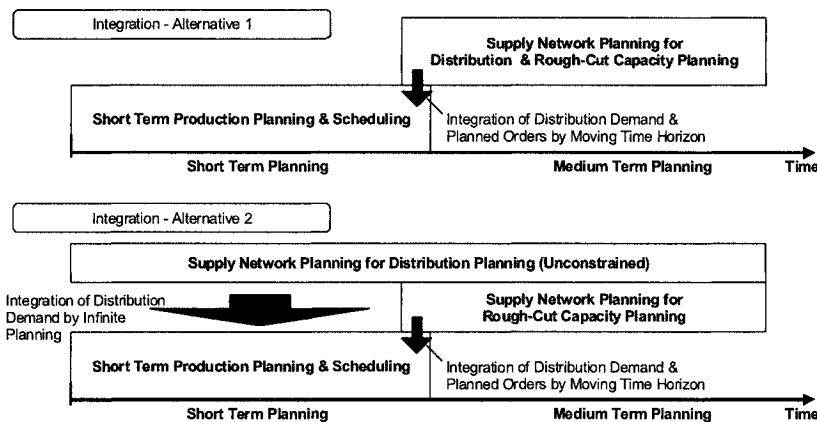 Integration - Alternative 1
Supply Network Planning for
Distribution & Rough-Cut Capacity Planning
Short Term Production Planning & Scheduling
Integration of Distribution Demand &
Planned Orders by Moving Time Horizon
Short Term Planning
Medium Term Planning
Time
Integration - Alternative 2
Supply Network Planning for Distribution Planning (Unconstrained)
Integration of Distribution
Demand by Infinite
Planning
Supply Network Planning for
Rough-Cut Capacity Planning
Short Term Production Planning & Scheduling
Integration of Distribution Demand &
Planned Orders by Moving Time Horizon
Short Term Planning
Medium Term Planning
Time